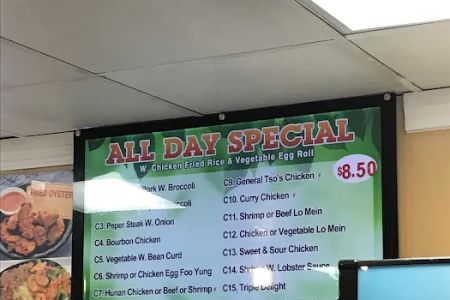 ALL DAY SPECIAL
W. Chicken Fried Rice & Vegetable Egg Roll
$8.50
Pork W. Broccoli
Broccoli
C3. Peper Steak W. Onion
C4. Bourbon Chicken
C5. Vegetable W. Bean Curd
C6. Shrimp or Chicken Egg Foo Yung
C7. Hunan Chicken or Beef or Shrimp
C9. General Tso's Chicken
C10. Curry Chicken
C11. Shrimp or Beef Lo Mein
C12. Chicken or Vegetable Lo Mein
C13. Sweet & Sour Chicken
C14. Shrimp W. Lobster Sauce
C15. Triple Delight
FRIED OYSTER